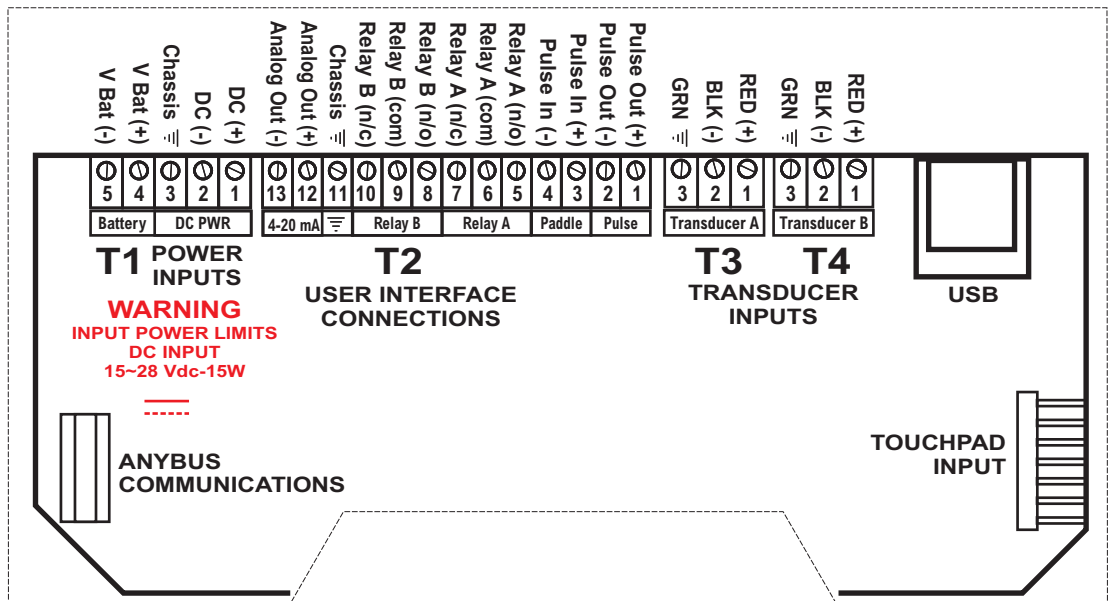 V Bat (-)
V Bat (+)
Chassis
DC (-)
DC (+)
Analog Out (-)
Analog Out (+)
Chassis
Relay B (n/c)
Relay B (com)
Relay B (n/o)
Relay A (n/c)
Relay A (com)
Relay A (n/o)
Pulse In (-)
Pulse In (+)
Pulse Out (-)
Pulse Out (+)
GRN
BLK (-)
RED (+)
GRN
BLK (-)
RED (+)
5 4 3 2 1
13 12 11 10 9 8 7 6 5 4 3 2 1
3 2 1
3 2 1
Battery
DC PWR
4-20 mA
Relay B
Relay A
Paddle
Pulse
Transducer A
Transducer B
T1 POWER
INPUTS
T2
USER INTERFACE
CONNECTIONS
T3
T4
TRANSDUCER
INPUTS
USB
WARNING
INPUT POWER LIMITS
DC INPUT
15~28 Vdc-15W
ANYBUS
COMMUNICATIONS
TOUCHPAD
INPUT